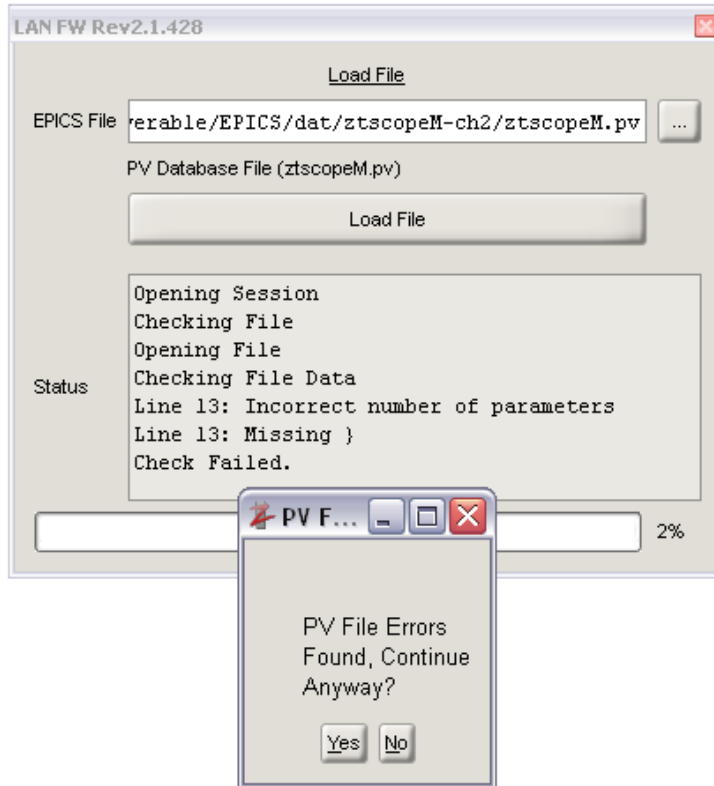 LAN FW Rev2.1.428
Load File
EPICS File verable/EPICS/dat/ztscopeM-ch2/ztscopeM.pv ...
PV Database File (ztscopeM.pv)
Load File
Opening Session
Checking File
Opening File
Checking File Data
Status
Line 13: Incorrect number of parameters
Line 13: Missing }
Check Failed.
2%
PV F...
PV File Errors
Found, Continue
Anyway?
Yes No